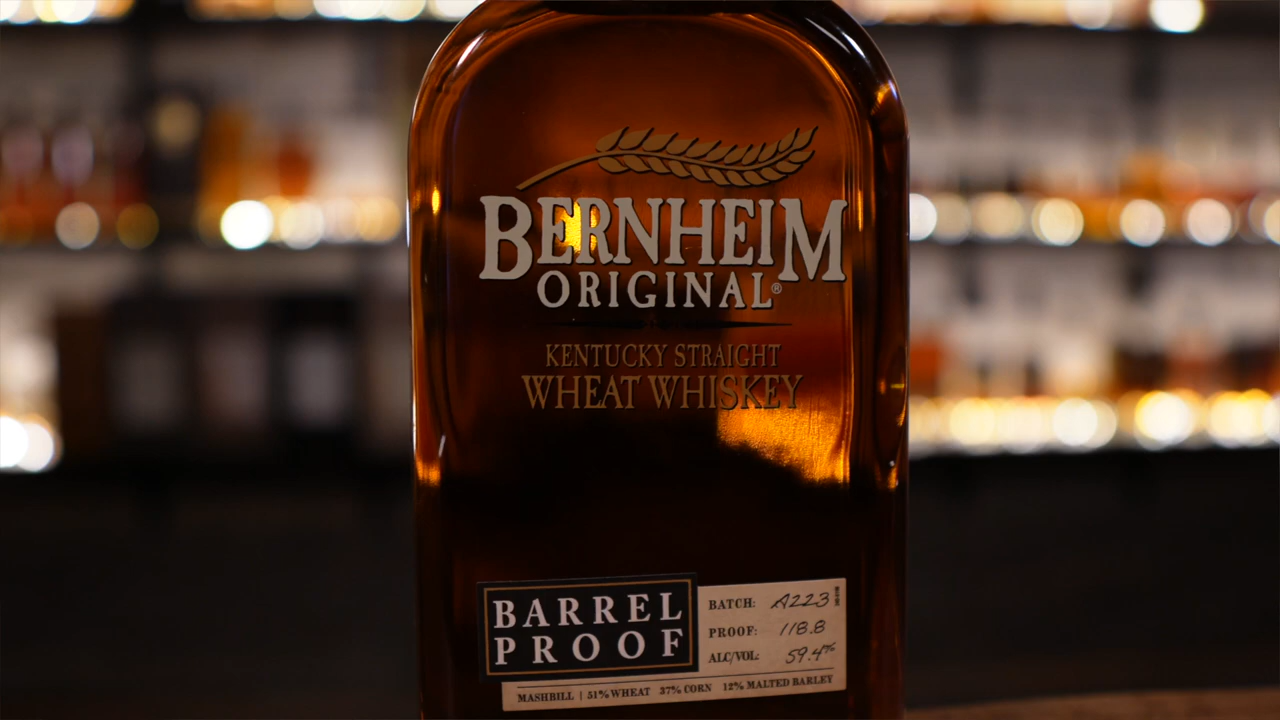 BERNHEIM
ORIGINAL®
KENTUCKY STRAIGHT
WHEAT WHISKEY
BARREL
PROOF
BATCH: A223
PROOF: 118.8
ALC/VOL: 59.4%
MASHBILL | 51% WHEAT 37% CORN 12% MALTED BARLEY